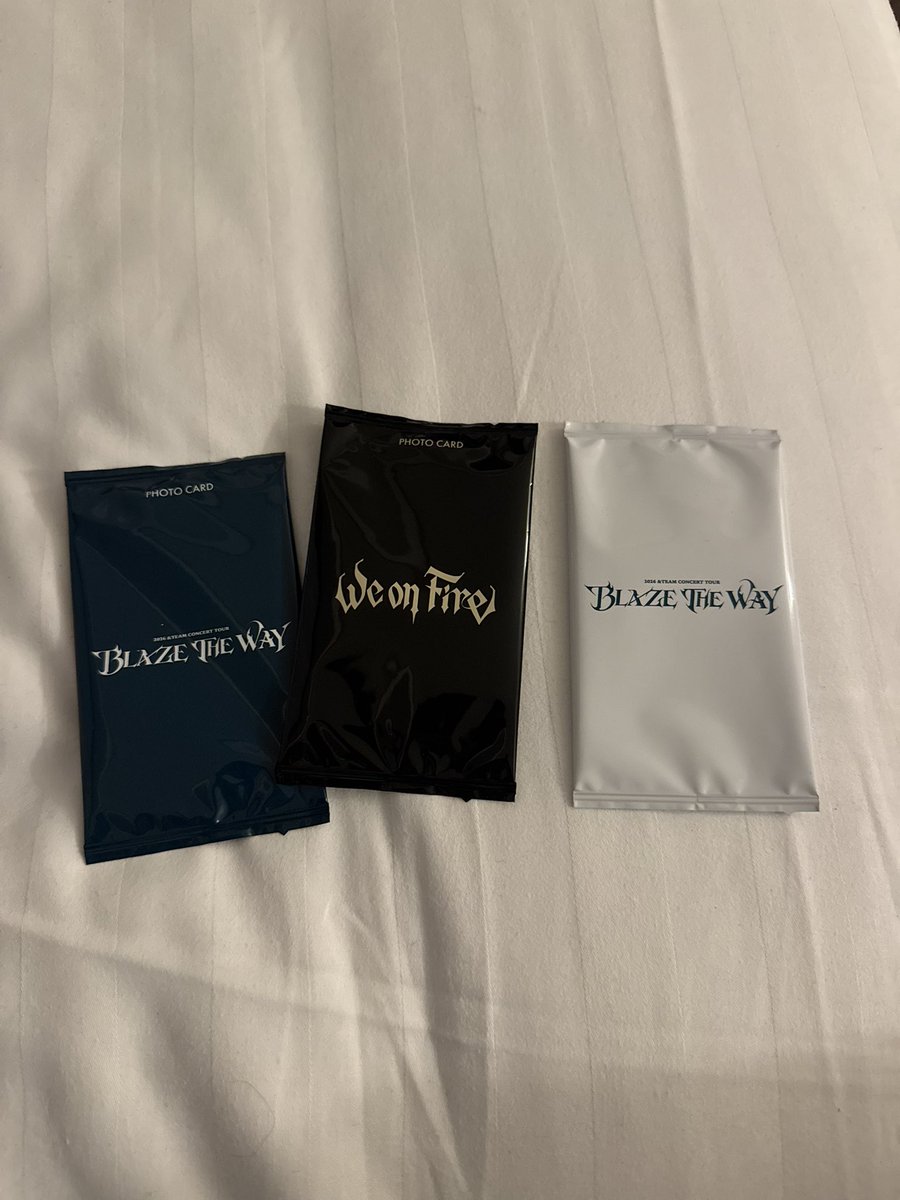 PHOTO CARD
2026 &TEAM CONCERT TOUR
BLAZE THE WAY
PHOTO CARD
We on Fire
2026 &TEAM CONCERT TOUR
BLAZE THE WAY